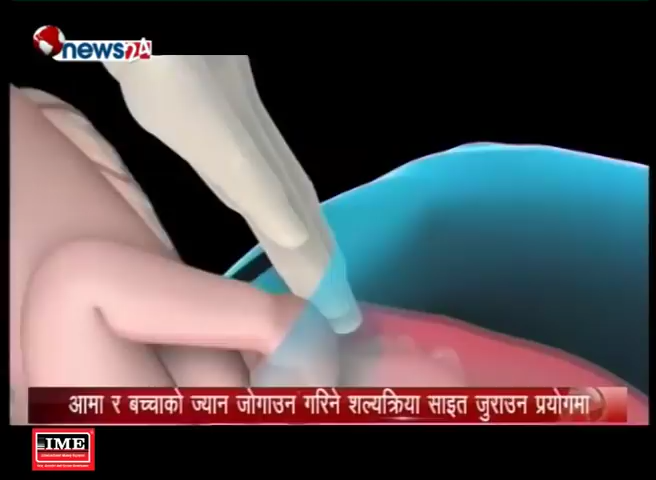 news24
आमा र बच्चाको ज्यान जोगाउन गरिने शल्यक्रिया साइत जुराउन प्रयोगमा
IME